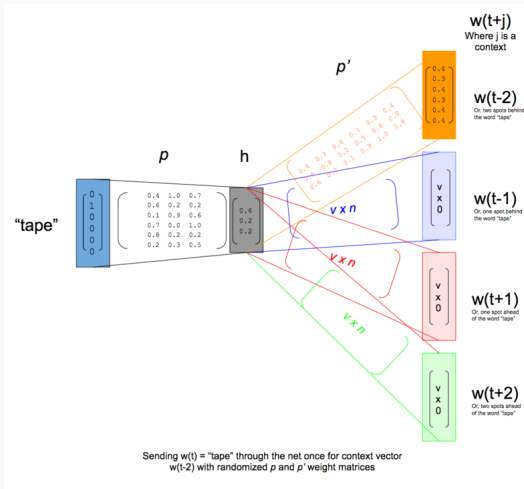 w(t+j)
Where j is a
context
p'
w(t-2)
Or, two spots behind
the word "tape"
0.4
0.3
0.4
0.3
0.4
0.4
p
h
"tape"
0
1
0
0
0
0
0.4 1.0 0.7
0.6 0.0 0.2
0.1 0.9 0.6
0.7 0.0 1.0
0.8 0.2 0.2
0.2 0.3 0.5
0.6
0.2
0.2
v x n
v
x
0
w(t-1)
Or, one spot behind
the word "tape"
v x n
v
x
0
w(t+1)
Or, one spot ahead
of the word "tape"
v x n
v
x
0
w(t+2)
Or, two spots ahead
of the word "tape"
Sending w(t) = "tape" through the net once for context vector
w(t-2) with randomized p and p' weight matrices